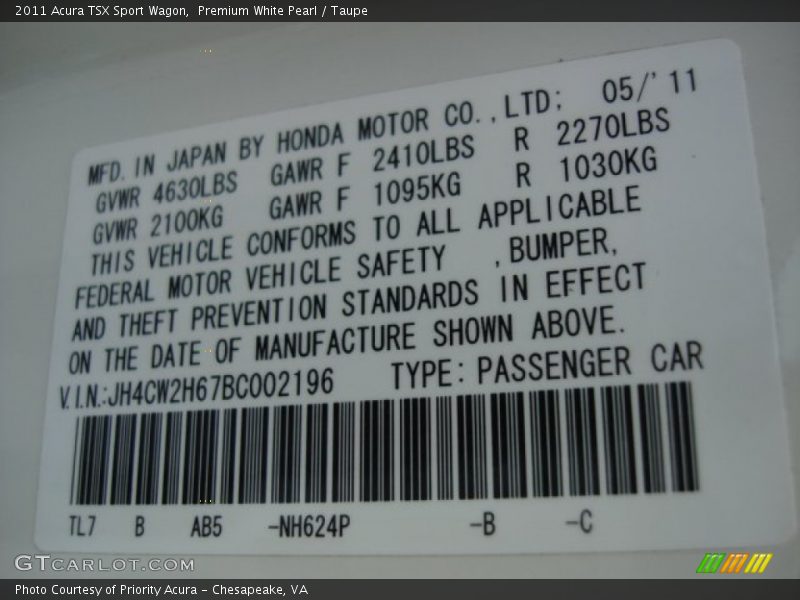 2011 Acura TSX Sport Wagon,  Premium White Pearl / Taupe
MFD. IN JAPAN BY HONDA MOTOR CO., LTD; 05/'11
GVWR 4630LBS GAWR F 2410LBS R 2270LBS
GVWR 2100KG GAWR F 1095KG R 1030KG
THIS VEHICLE CONFORMS TO ALL APPLICABLE
FEDERAL MOTOR VEHICLE SAFETY , BUMPER,
AND THEFT PREVENTION STANDARDS IN EFFECT
ON THE DATE OF MANUFACTURE SHOWN ABOVE.
V.I.N.:JH4CW2H67BC002196 TYPE: PASSENGER CAR
TL7 B AB5 -NH624P -B -C
GTCARLOT.COM
Photo Courtesy of Priority Acura – Chesapeake, VA